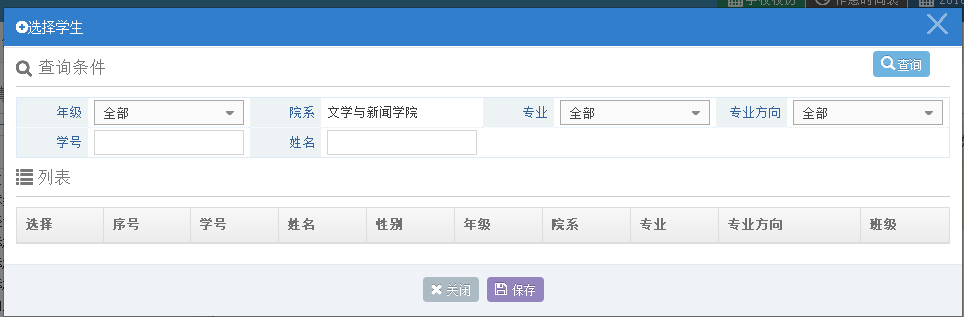 选择学生
查询条件 查询
年级 全部 院系 文学与新闻学院 专业 全部 专业方向 全部
学号 姓名
列表
选择 序号 学号 姓名 性别 年级 院系 专业 专业方向 班级
关闭 保存